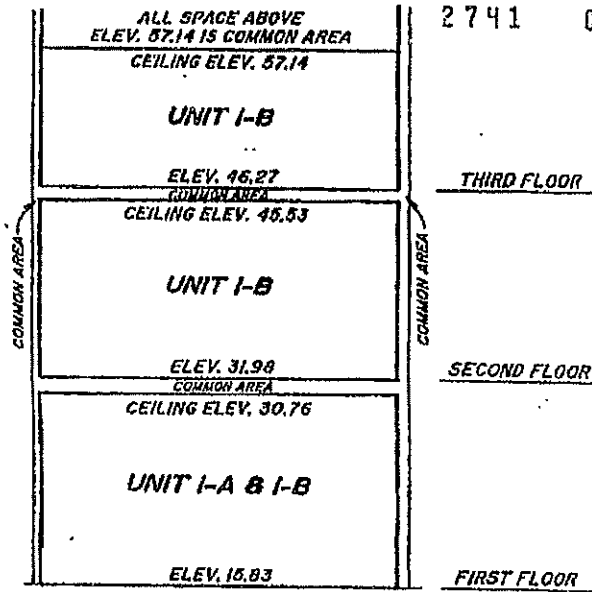 ALL SPACE ABOVE
ELEV. 57.14 IS COMMON AREA
2741
CEILING ELEV. 57.14
UNIT I-B
ELEV. 46.27
THIRD FLOOR
COMMON AREA
CEILING ELEV. 45.53
COMMON AREA
UNIT I-B
COMMON AREA
ELEV. 31.98
SECOND FLOOR
COMMON AREA
CEILING ELEV. 30.76
UNIT I-A & I-B
ELEV. 15.83
FIRST FLOOR